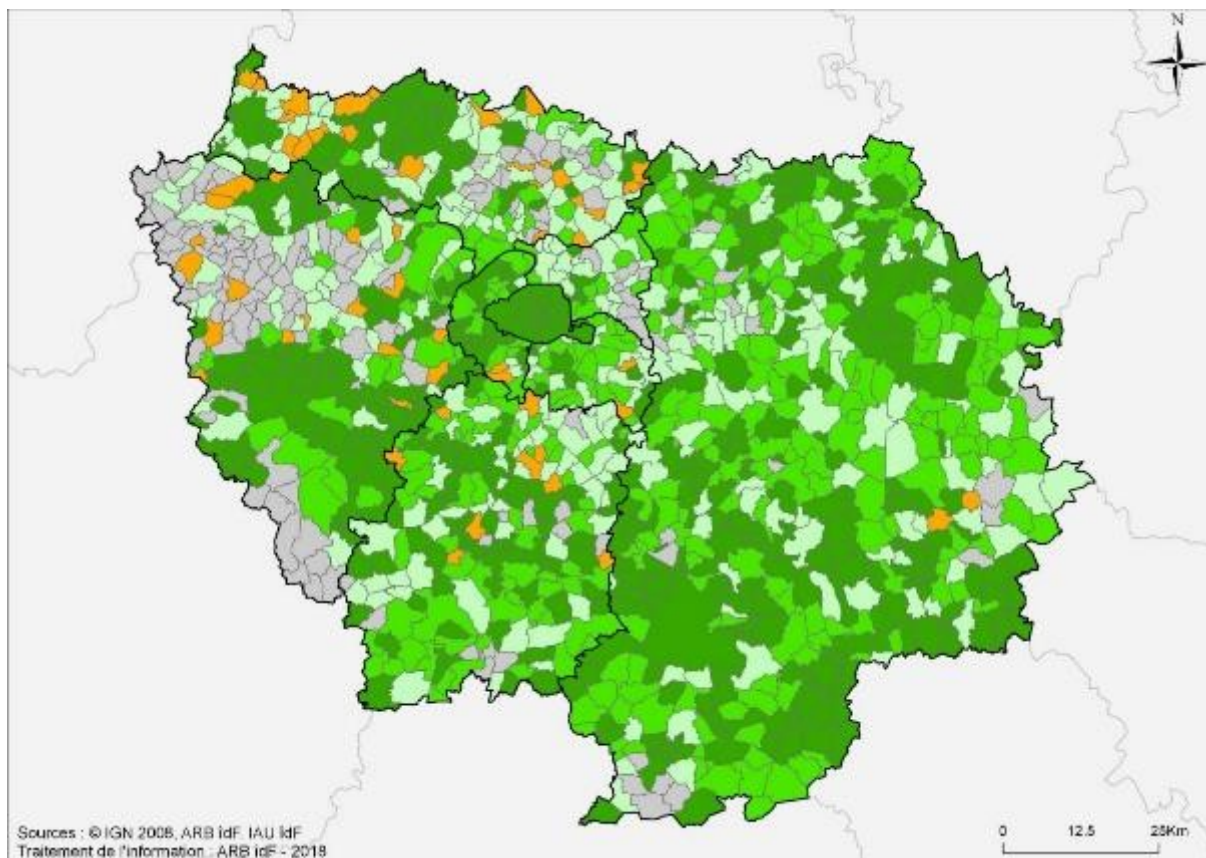 N
Sources : © IGN 2008, ARB îdF, IAU îdF
Traitement de l'information : ARB îdF - 2018
0 12,5 25Km